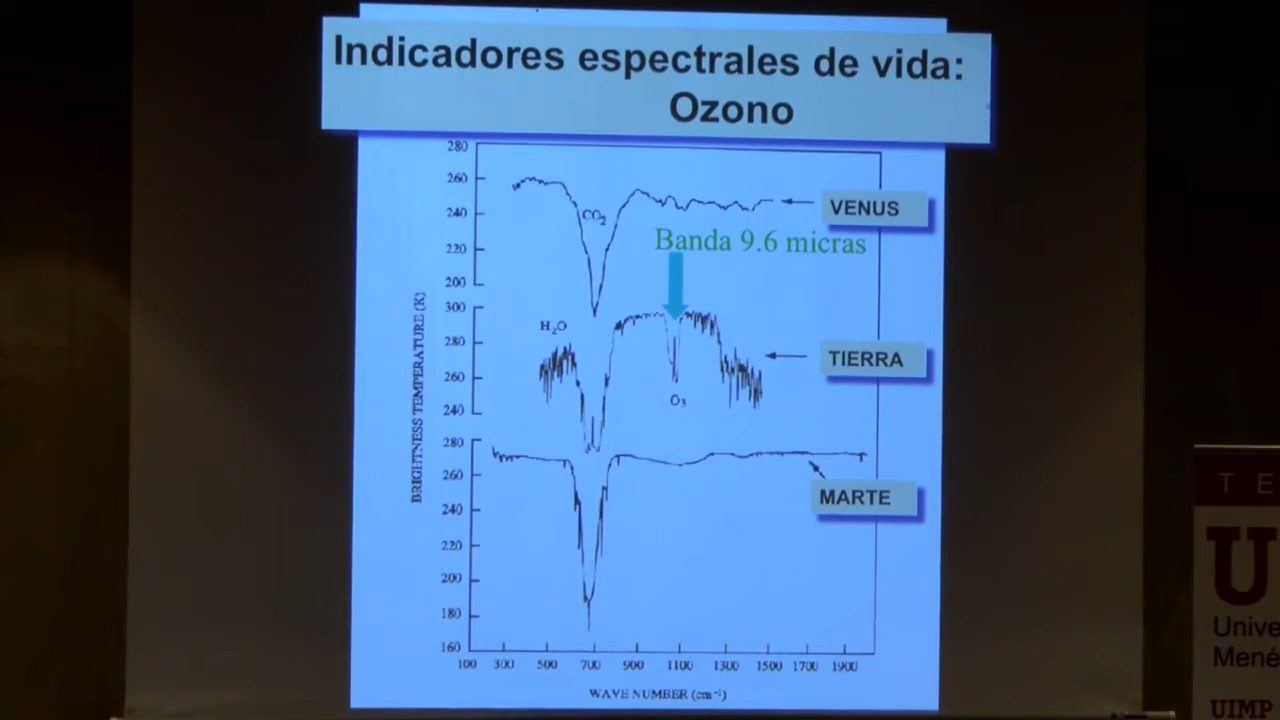 Indicadores espectrales de vida:
Ozono
280
260
240
220
200
CO₂
VENUS
Banda 9.6 micras
300
280
260
240
H₂O
O₃
TIERRA
280
260
240
220
200
180
160
MARTE
BRIGHTNESS TEMPERATURE (K)
100 300 500 700 900 1100 1300 1500 1700 1900
WAVE NUMBER (cm⁻¹)
T E
U
Unive
Mené
UIMP